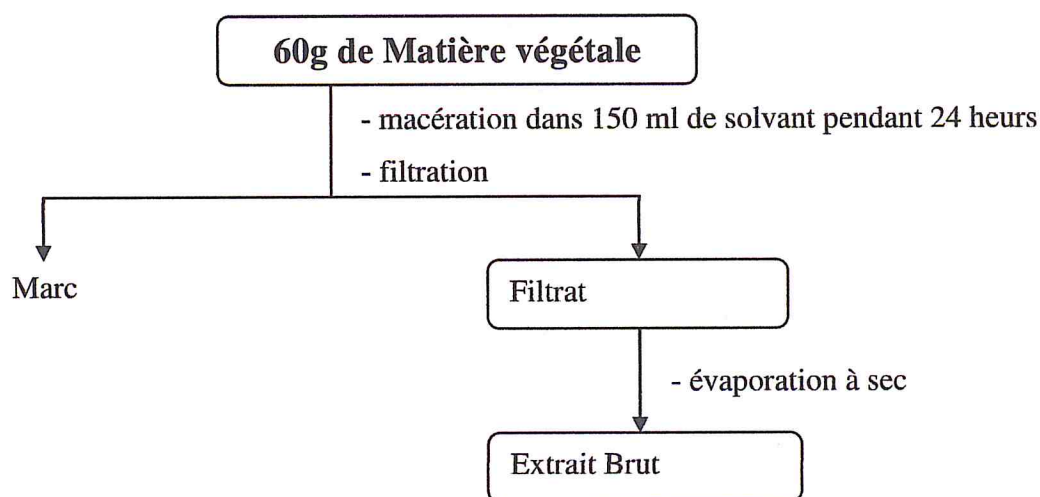 60g de Matière végétale
- macération dans 150 ml de solvant pendant 24 heurs
- filtration
Marc
Filtrat
- évaporation à sec
Extrait Brut